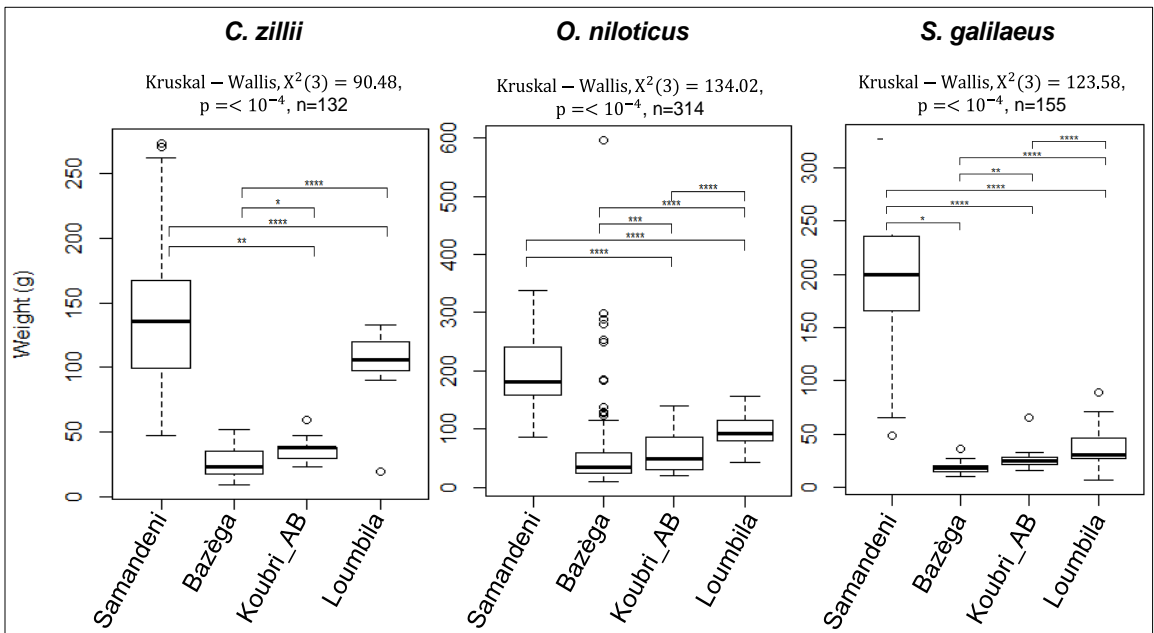 C. zillii
Kruskal – Wallis, X²(3) = 90.48,
p =< 10⁻⁴, n=132
Weight (g)
250
200
150
100
50
0
****
*
****
**
Samandeni
Bazèga
Koubri_AB
Loumbila
O. niloticus
Kruskal – Wallis, X²(3) = 134.02,
p =< 10⁻⁴, n=314
600
500
400
300
200
100
0
****
****
***
****
****
Samandeni
Bazèga
Koubri_AB
Loumbila
S. galilaeus
Kruskal – Wallis, X²(3) = 123.58,
p =< 10⁻⁴, n=155
300
250
200
150
100
50
0
****
****
**
****
****
*
Samandeni
Bazèga
Koubri_AB
Loumbila